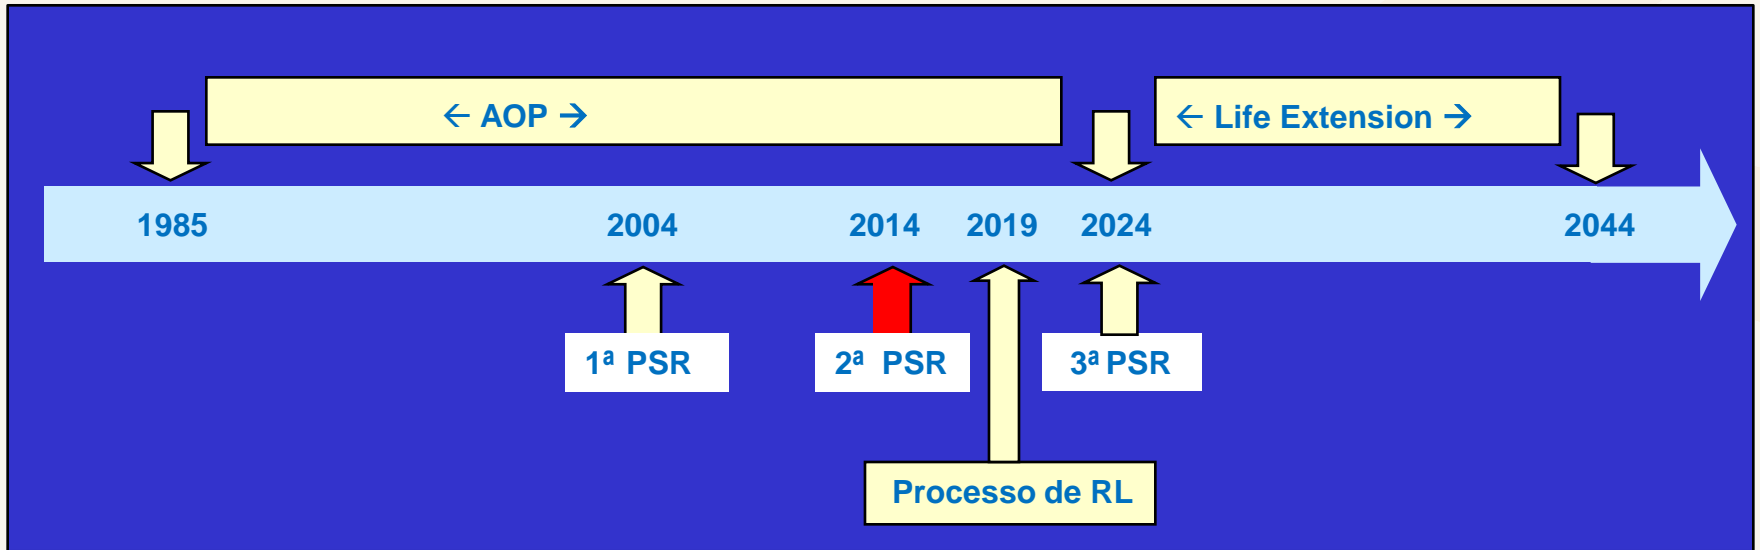 ← AOP →
← Life Extension →
1985 2004 2014 2019 2024 2044
1ª PSR 2ª PSR 3ª PSR
Processo de RL